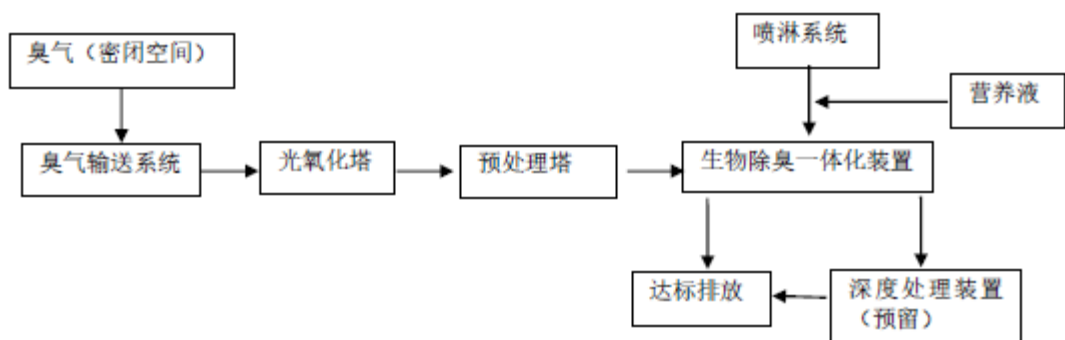 喷淋系统
臭气（密闭空间）
营养液
臭气输送系统
光氧化塔
预处理塔
生物除臭一体化装置
达标排放
深度处理装置
（预留）